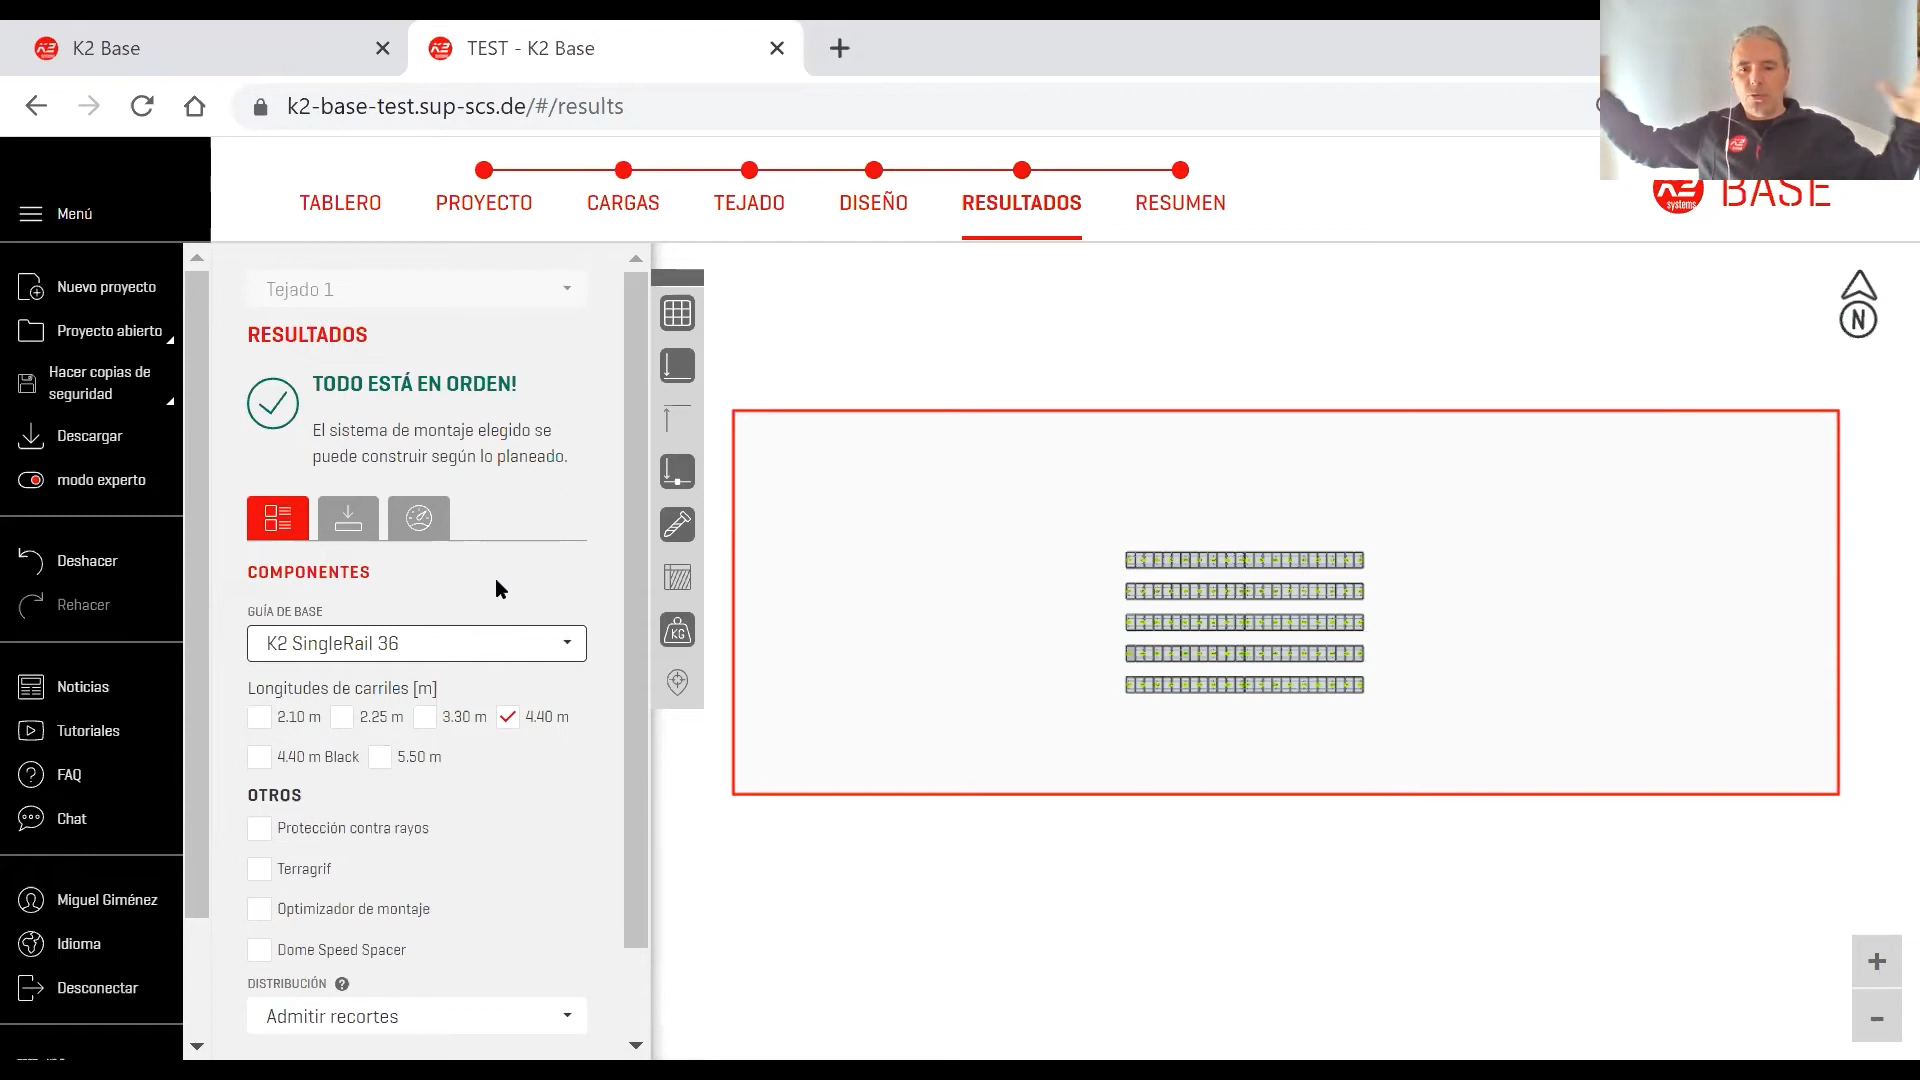 K2 Base
TEST - K2 Base
k2-base-test.sup-scs.de/#/results
Menú
TABLERO
PROYECTO
CARGAS
TEJADO
DISEÑO
RESULTADOS
RESUMEN
K2
systems
BASE
Nuevo proyecto
Proyecto abierto
Hacer copias de
seguridad
Descargar
modo experto
Deshacer
Rehacer
Noticias
Tutoriales
FAQ
Chat
Miguel Giménez
Idioma
Desconectar
Tejado 1
RESULTADOS
TODO ESTÁ EN ORDEN!
El sistema de montaje elegido se
puede construir según lo planeado.
COMPONENTES
GUÍA DE BASE
K2 SingleRail 36
Longitudes de carriles [m]
2.10 m 2.25 m 3.30 m 4.40 m
4.40 m Black 5.50 m
OTROS
Protección contra rayos
Terragrif
Optimizador de montaje
Dome Speed Spacer
DISTRIBUCIÓN ?
Admitir recortes
KG
N
+
-